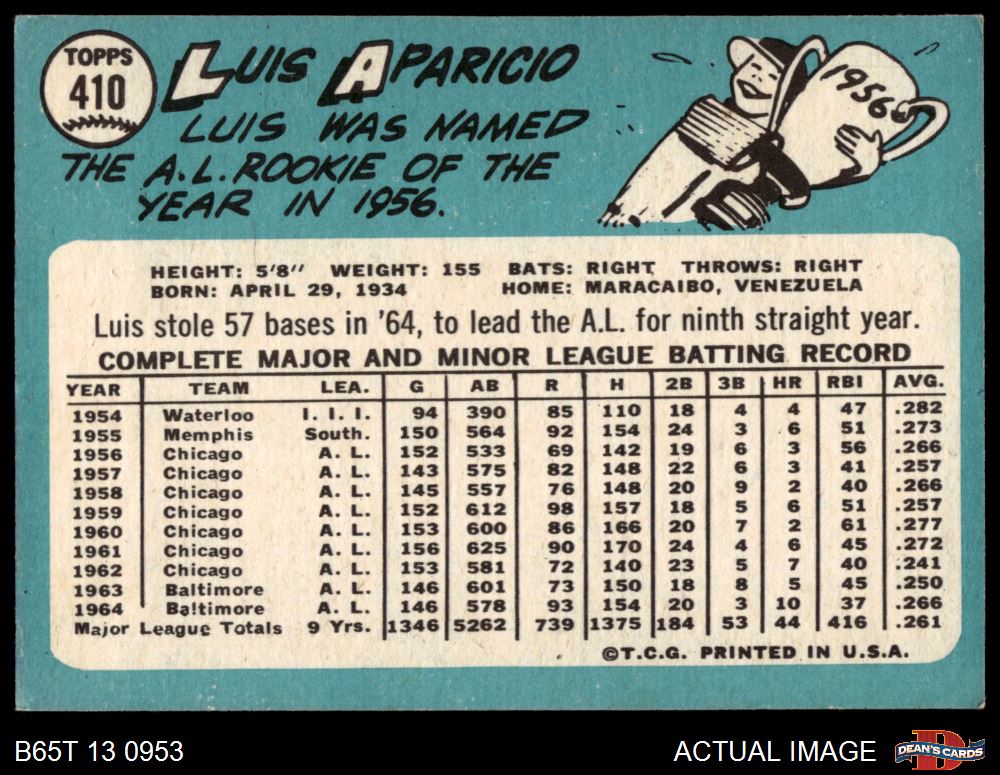 TOPPS
410
LUIS APARICIO
LUIS WAS NAMED
THE A.L. ROOKIE OF THE
YEAR IN 1956.
1956
HEIGHT: 5'8" WEIGHT: 155 BATS: RIGHT THROWS: RIGHT
BORN: APRIL 29, 1934 HOME: MARACAIBO, VENEZUELA
Luis stole 57 bases in '64, to lead the A.L. for ninth straight year.
COMPLETE MAJOR AND MINOR LEAGUE BATTING RECORD
YEAR TEAM LEA. G AB R H 2B 3B HR RBI AVG.
1954 Waterloo I. I. I. 94 390 85 110 18 4 4 47 .282
1955 Memphis South. 150 564 92 154 24 3 6 51 .273
1956 Chicago A. L. 152 533 69 142 19 6 3 56 .266
1957 Chicago A. L. 143 575 82 148 22 6 3 41 .257
1958 Chicago A. L. 145 557 76 148 20 9 2 40 .266
1959 Chicago A. L. 152 612 98 157 18 5 6 51 .257
1960 Chicago A. L. 153 600 86 166 20 7 2 61 .277
1961 Chicago A. L. 156 625 90 170 24 4 6 45 .272
1962 Chicago A. L. 153 581 72 140 23 5 7 40 .241
1963 Baltimore A. L. 146 601 73 150 18 8 5 45 .250
1964 Baltimore A. L. 146 578 93 154 20 3 10 37 .266
Major League Totals 9 Yrs. 1346 5262 739 1375 184 53 44 416 .261
©T.C.G. PRINTED IN U.S.A.
B65T 13 0953
ACTUAL IMAGE
DEAN'S CARDS